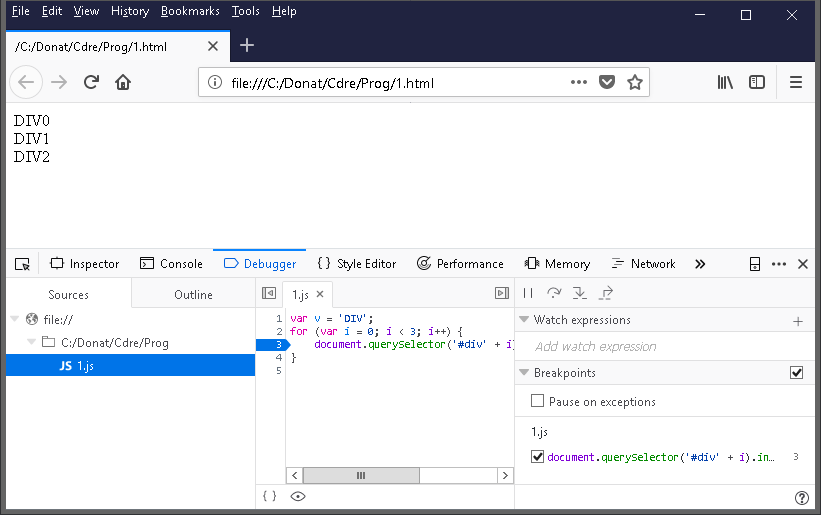 File Edit View History Bookmarks Tools Help
/C:/Donat/Cdre/Prog/1.html
file:///C:/Donat/Cdre/Prog/1.html
DIV0
DIV1
DIV2
Inspector Console Debugger { } Style Editor Performance Memory Network
Sources Outline
file://
C:/Donat/Cdre/Prog
JS 1.js
1.js
1 var v = 'DIV';
2 for (var i = 0; i < 3; i++) {
3 document.querySelector('#div' + i)
4 }
5
{ }
Watch expressions
Add watch expression
Breakpoints
Pause on exceptions
1.js
document.querySelector('#div' + i).in... 3